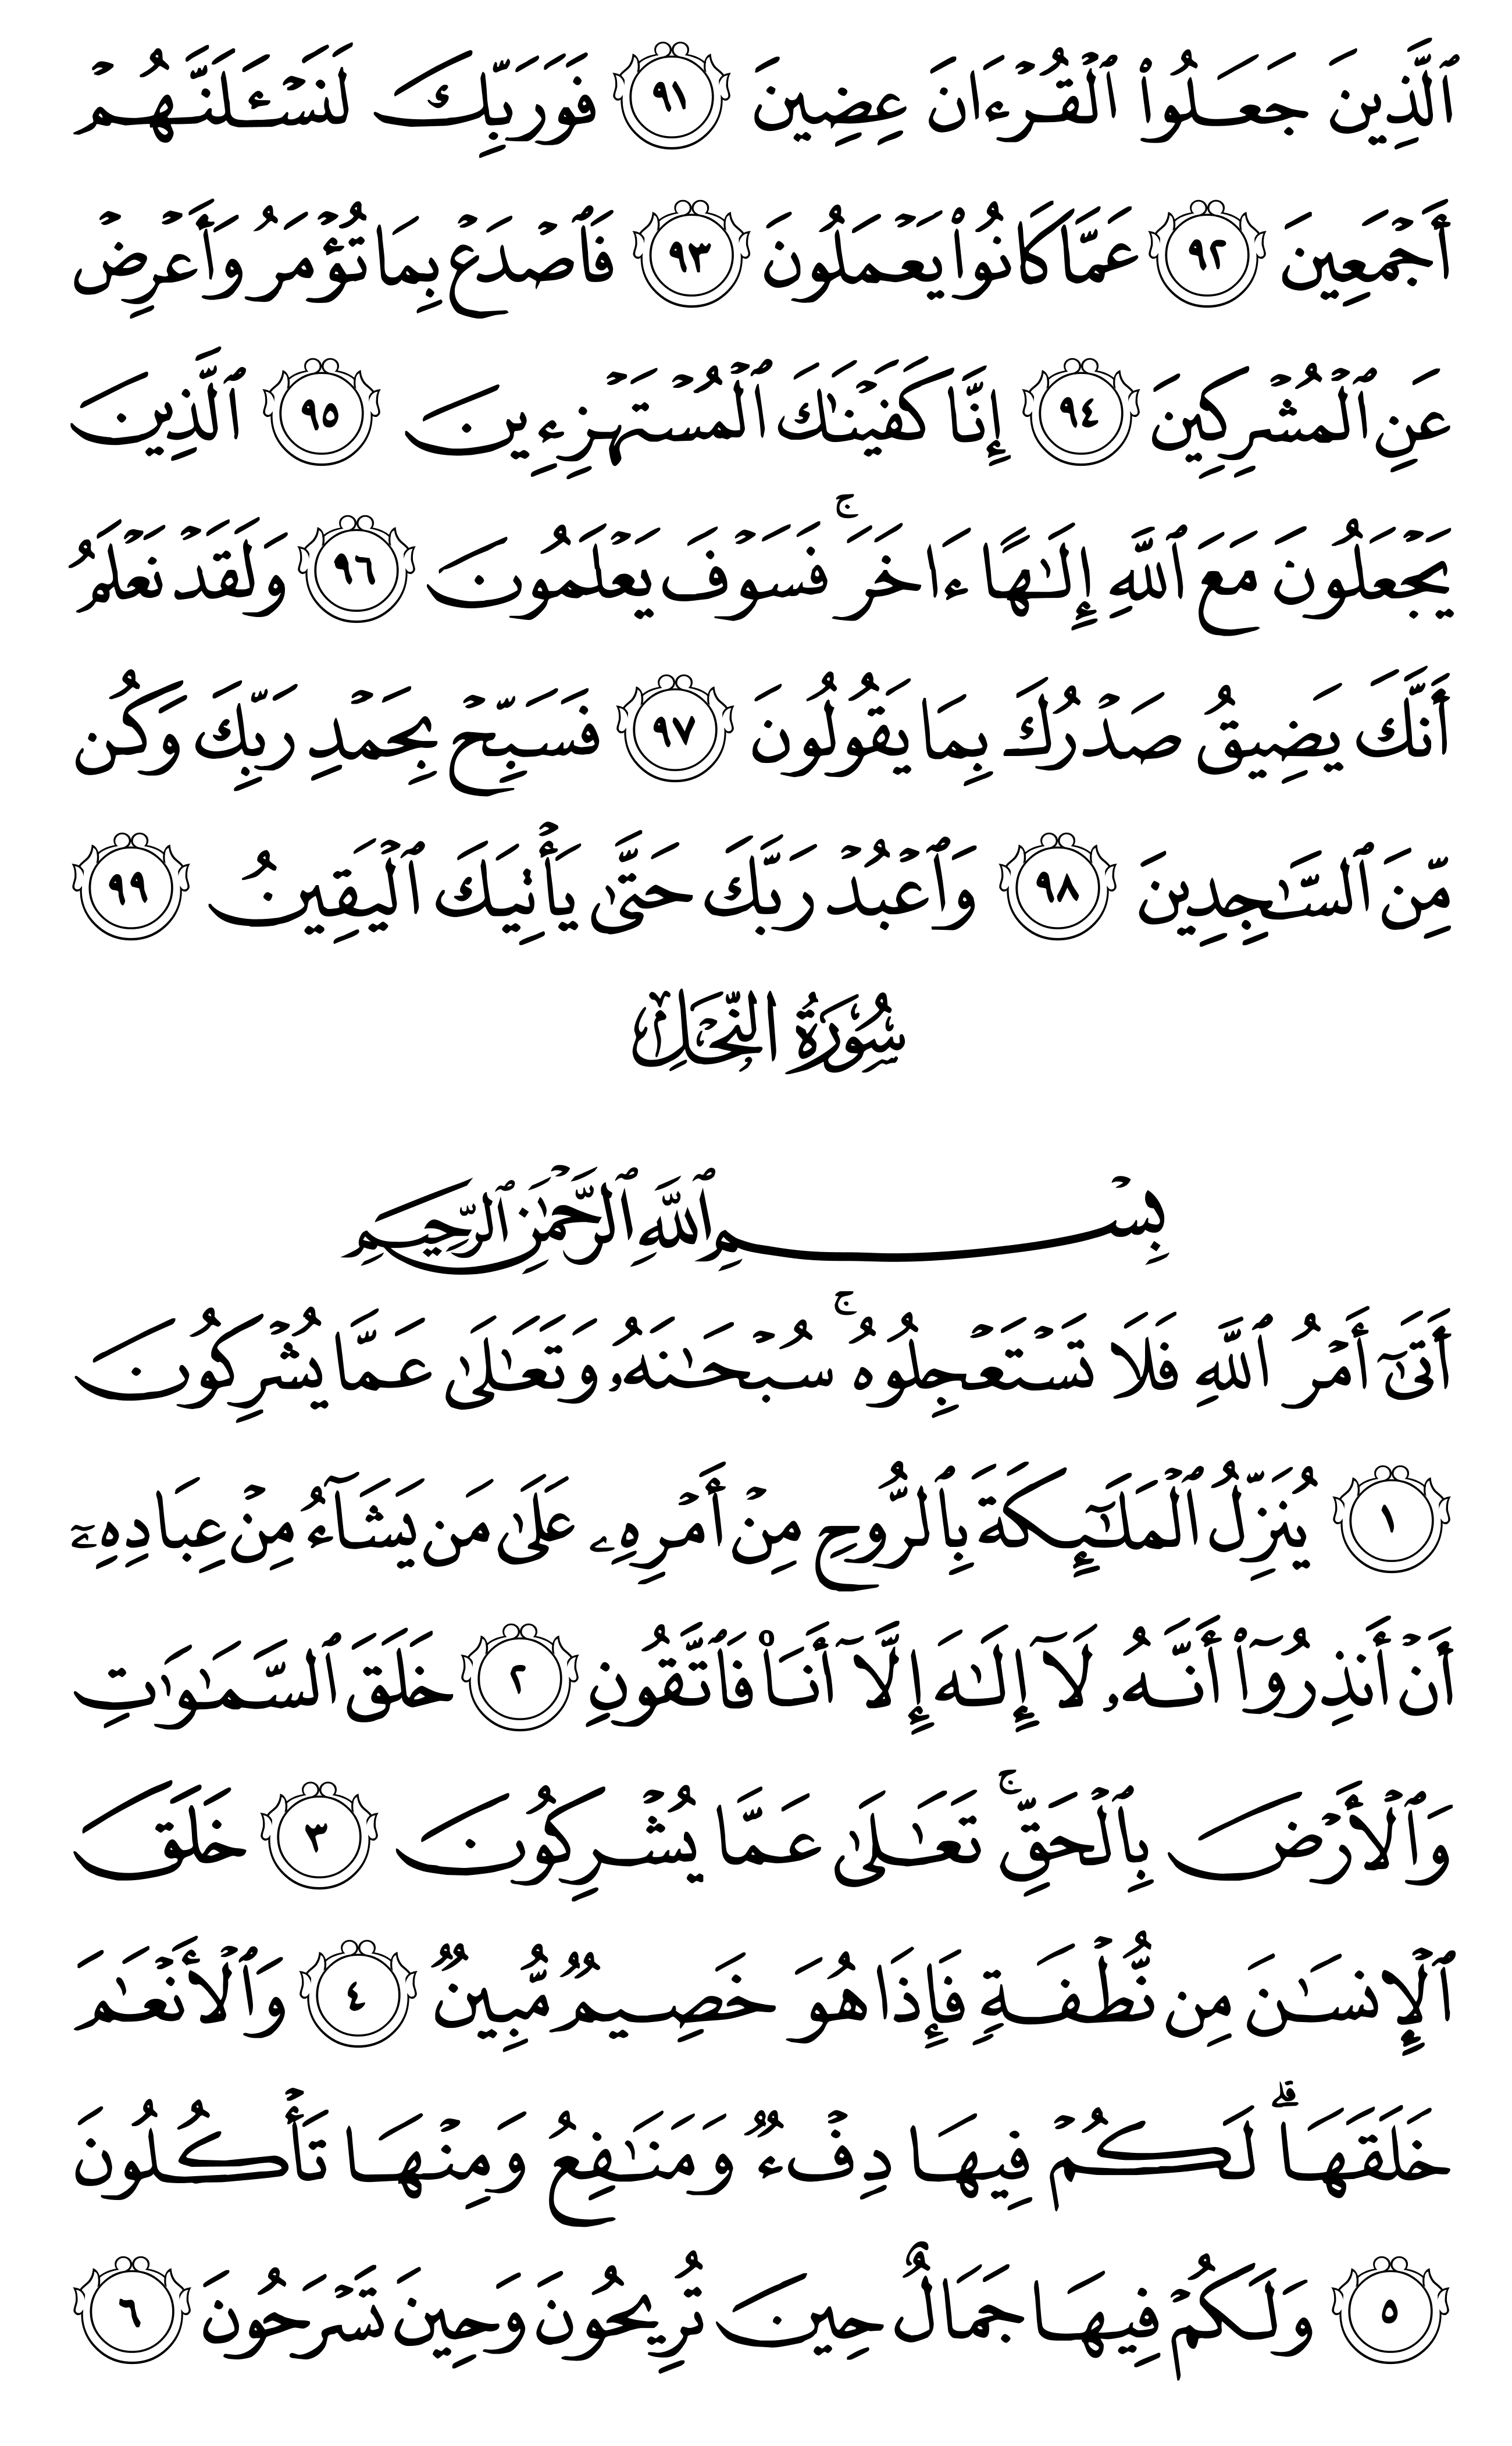 ٱلَّذِينَ جَعَلُوا۟ ٱلْقُرْءَانَ عِضِينَ ٩١ فَوَرَبِّكَ لَنَسْـَٔلَنَّهُمْ
أَجْمَعِينَ ٩٢ عَمَّا كَانُوا۟ يَعْمَلُونَ ٩٣ فَٱصْدَعْ بِمَا تُؤْمَرُ وَأَعْرِضْ
عَنِ ٱلْمُشْرِكِينَ ٩٤ إِنَّا كَفَيْنَـٰكَ ٱلْمُسْتَهْزِءِينَ ٩٥ ٱلَّذِينَ
يَجْعَلُونَ مَعَ ٱللَّهِ إِلَـٰهًا ءَاخَرَ ۚ فَسَوْفَ يَعْلَمُونَ ٩٦ وَلَقَدْ نَعْلَمُ
أَنَّكَ يَضِيقُ صَدْرُكَ بِمَا يَقُولُونَ ٩٧ فَسَبِّحْ بِحَمْدِ رَبِّكَ وَكُن
مِّنَ ٱلسَّـٰجِدِينَ ٩٨ وَٱعْبُدْ رَبَّكَ حَتَّىٰ يَأْتِيَكَ ٱلْيَقِينُ ٩٩
سُورَةُ النَّحْلِ
بِسْمِ ٱللَّهِ ٱلرَّحْمَـٰنِ ٱلرَّحِيمِ
أَتَىٰٓ أَمْرُ ٱللَّهِ فَلَا تَسْتَعْجِلُوهُ ۚ سُبْحَـٰنَهُۥ وَتَعَـٰلَىٰ عَمَّا يُشْرِكُونَ
١ يُنَزِّلُ ٱلْمَلَـٰٓئِكَةَ بِٱلرُّوحِ مِنْ أَمْرِهِۦ عَلَىٰ مَن يَشَآءُ مِنْ عِبَادِهِۦٓ
أَنْ أَنذِرُوٓا۟ أَنَّهُۥ لَآ إِلَـٰهَ إِلَّآ أَنَا۠ فَٱتَّقُونِ ٢ خَلَقَ ٱلسَّمَـٰوَٰتِ
وَٱلْأَرْضَ بِٱلْحَقِّ ۚ تَعَـٰلَىٰ عَمَّا يُشْرِكُونَ ٣ خَلَقَ
ٱلْإِنسَـٰنَ مِن نُّطْفَةٍ فَإِذَا هُوَ خَصِيمٌ مُّبِينٌ ٤ وَٱلْأَنْعَـٰمَ
خَلَقَهَا ۗ لَكُمْ فِيهَا دِفْءٌ وَمَنَـٰفِعُ وَمِنْهَا تَأْكُلُونَ
٥ وَلَكُمْ فِيهَا جَمَالٌ حِينَ تُرِيحُونَ وَحِينَ تَسْرَحُونَ ٦